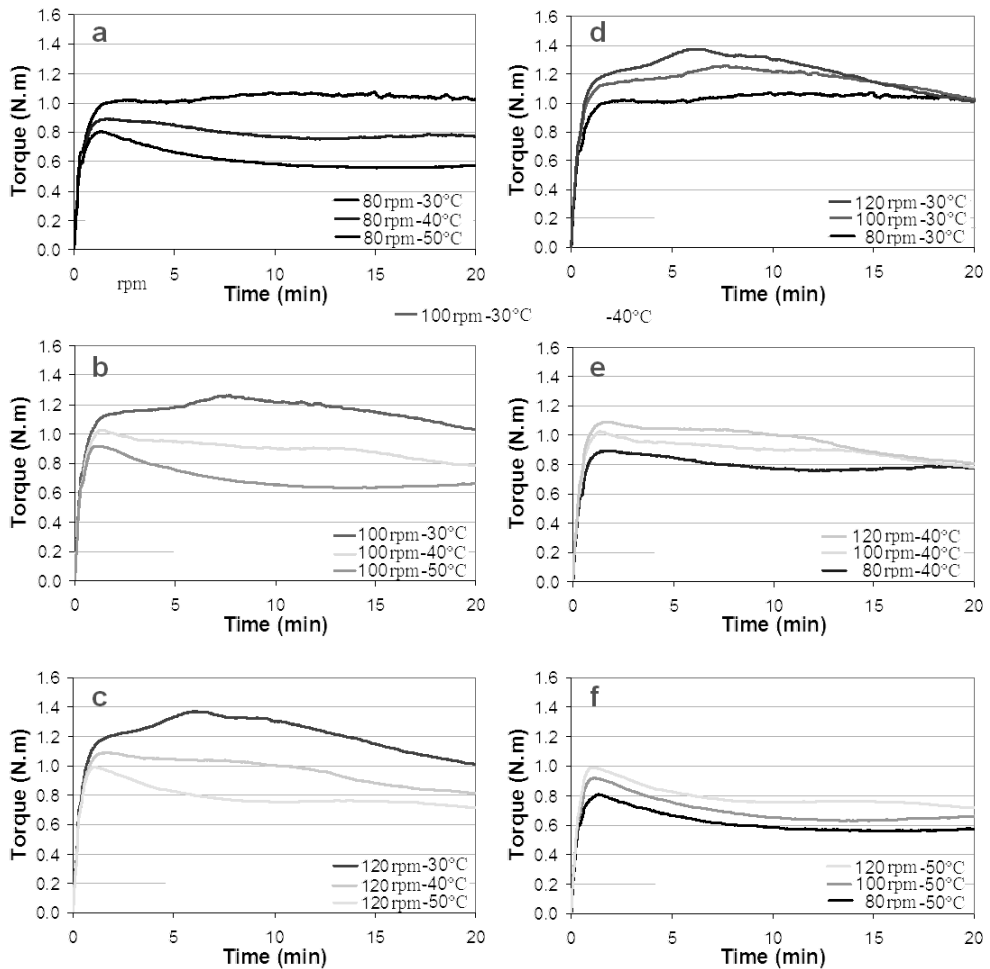 a
Torque (N.m)
1.6
1.4
1.2
1.0
0.8
0.6
0.4
0.2
0.0
80 rpm-30°C
80 rpm-40°C
80 rpm-50°C
0 5 10 15 20
rpm
Time (min)
d
Torque (N.m)
1.6
1.4
1.2
1.0
0.8
0.6
0.4
0.2
0.0
120 rpm-30°C
100 rpm-30°C
80 rpm-30°C
0 5 10 15 20
Time (min)
100 rpm-30°C
-40°C
b
Torque (N.m)
1.6
1.4
1.2
1.0
0.8
0.6
0.4
0.2
0.0
100 rpm-30°C
100 rpm-40°C
100 rpm-50°C
0 5 10 15 20
Time (min)
e
Torque (N.m)
1.6
1.4
1.2
1.0
0.8
0.6
0.4
0.2
0.0
120 rpm-40°C
100 rpm-40°C
80 rpm-40°C
0 5 10 15 20
Time (min)
c
Torque (N.m)
1.6
1.4
1.2
1.0
0.8
0.6
0.4
0.2
0.0
120 rpm-30°C
120 rpm-40°C
120 rpm-50°C
0 5 10 15 20
Time (min)
f
Torque (N.m)
1.6
1.4
1.2
1.0
0.8
0.6
0.4
0.2
0.0
120 rpm-50°C
100 rpm-50°C
80 rpm-50°C
0 5 10 15 20
Time (min)